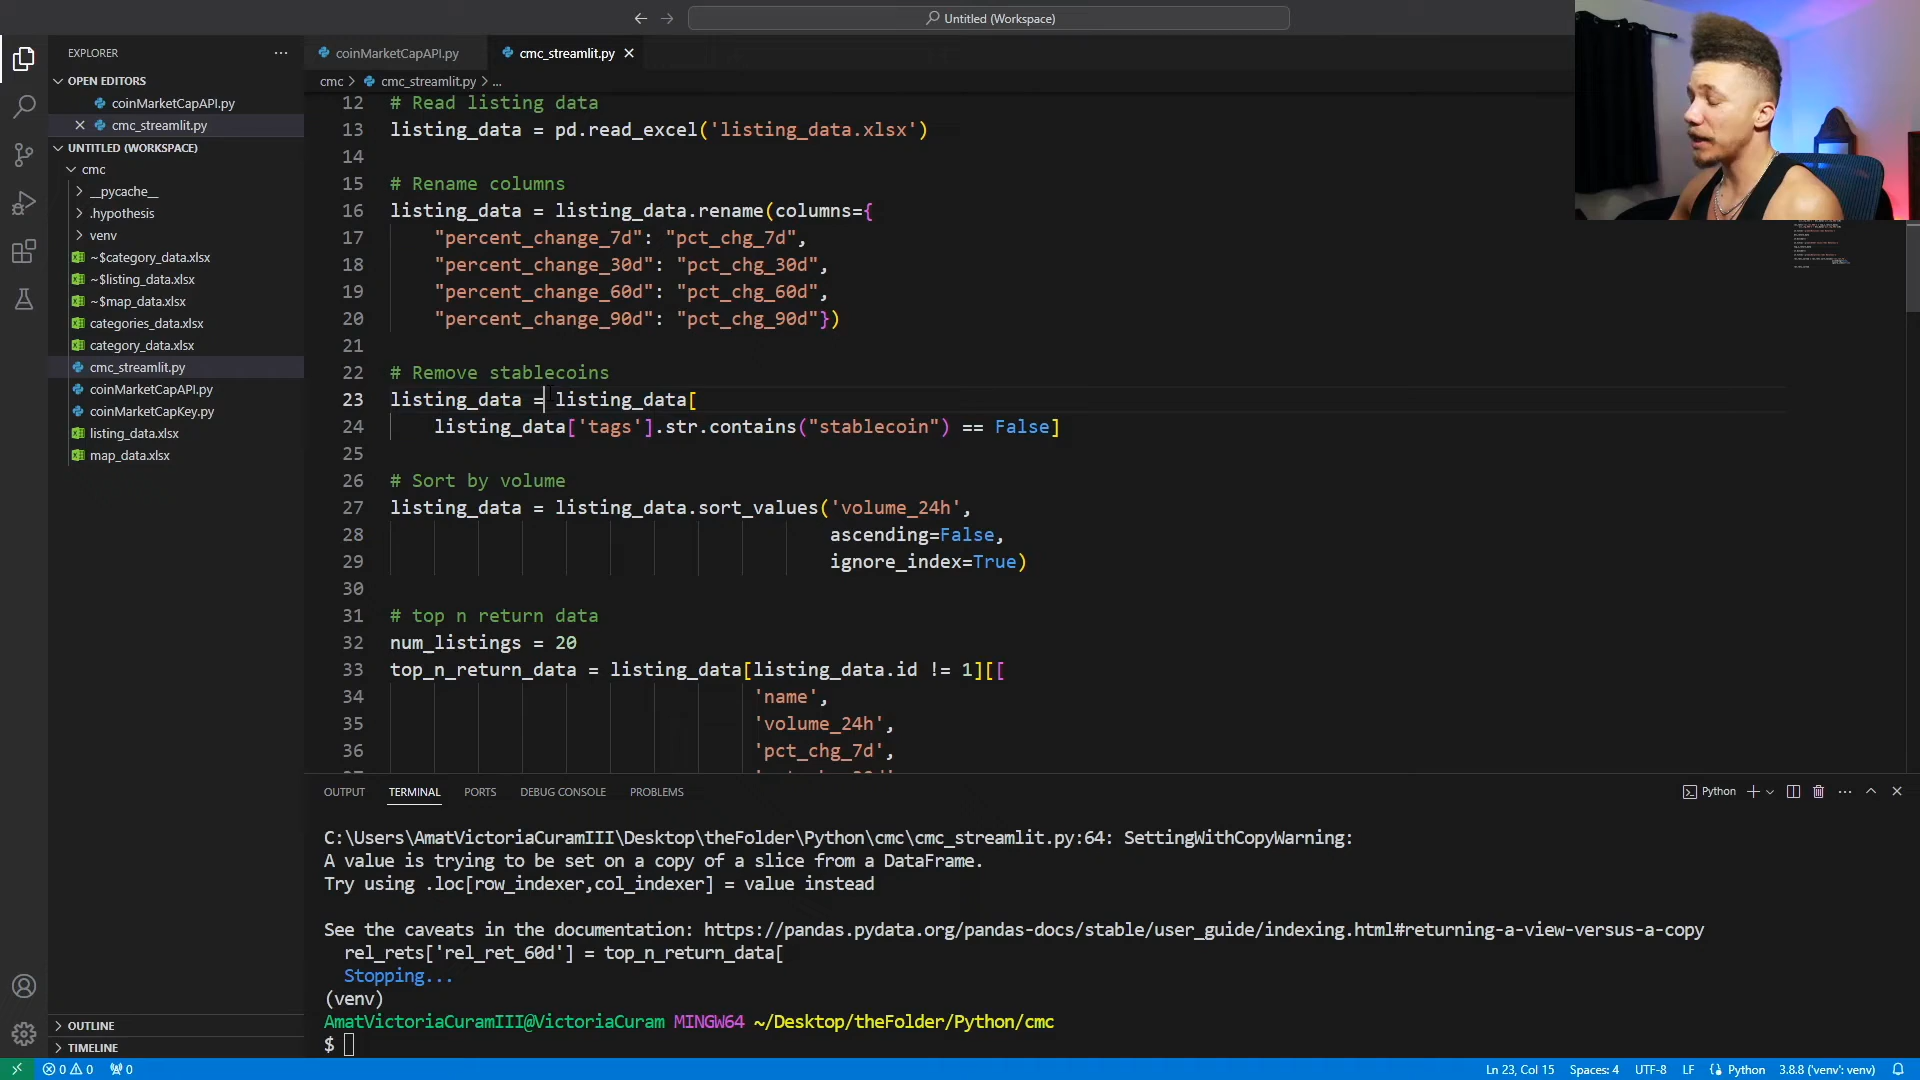 Untitled (Workspace)
EXPLORER
OPEN EDITORS
coinMarketCapAPI.py
cmc_streamlit.py
UNTITLED (WORKSPACE)
cmc
__pycache__
.hypothesis
venv
~$category_data.xlsx
~$listing_data.xlsx
~$map_data.xlsx
categories_data.xlsx
category_data.xlsx
cmc_streamlit.py
coinMarketCapAPI.py
coinMarketCapKey.py
listing_data.xlsx
map_data.xlsx
OUTLINE
TIMELINE
coinMarketCapAPI.py cmc_streamlit.py
cmc > cmc_streamlit.py > ...
12 # Read listing data
13 listing_data = pd.read_excel('listing_data.xlsx')
14
15 # Rename columns
16 listing_data = listing_data.rename(columns={
17 "percent_change_7d": "pct_chg_7d",
18 "percent_change_30d": "pct_chg_30d",
19 "percent_change_60d": "pct_chg_60d",
20 "percent_change_90d": "pct_chg_90d"})
21
22 # Remove stablecoins
23 listing_data = listing_data[
24 listing_data['tags'].str.contains("stablecoin") == False]
25
26 # Sort by volume
27 listing_data = listing_data.sort_values('volume_24h',
28 ascending=False,
29 ignore_index=True)
30
31 # top n return data
32 num_listings = 20
33 top_n_return_data = listing_data[listing_data.id != 1][[
34 'name',
35 'volume_24h',
36 'pct_chg_7d',
OUTPUT TERMINAL PORTS DEBUG CONSOLE PROBLEMS
Python
C:\Users\AmatVictoriaCuramIII\Desktop\theFolder\Python\cmc\cmc_streamlit.py:64: SettingWithCopyWarning:
A value is trying to be set on a copy of a slice from a DataFrame.
Try using .loc[row_indexer,col_indexer] = value instead
See the caveats in the documentation: https://pandas.pydata.org/pandas-docs/stable/user_guide/indexing.html#returning-a-view-versus-a-copy
rel_rets['rel_ret_60d'] = top_n_return_data[
Stopping...
(venv)
AmatVictoriaCuramIII@VictoriaCuram MINGW64 ~/Desktop/theFolder/Python/cmc
$
0 0 0 Ln 23, Col 15 Spaces: 4 UTF-8 LF Python 3.8.8 ('venv': venv)